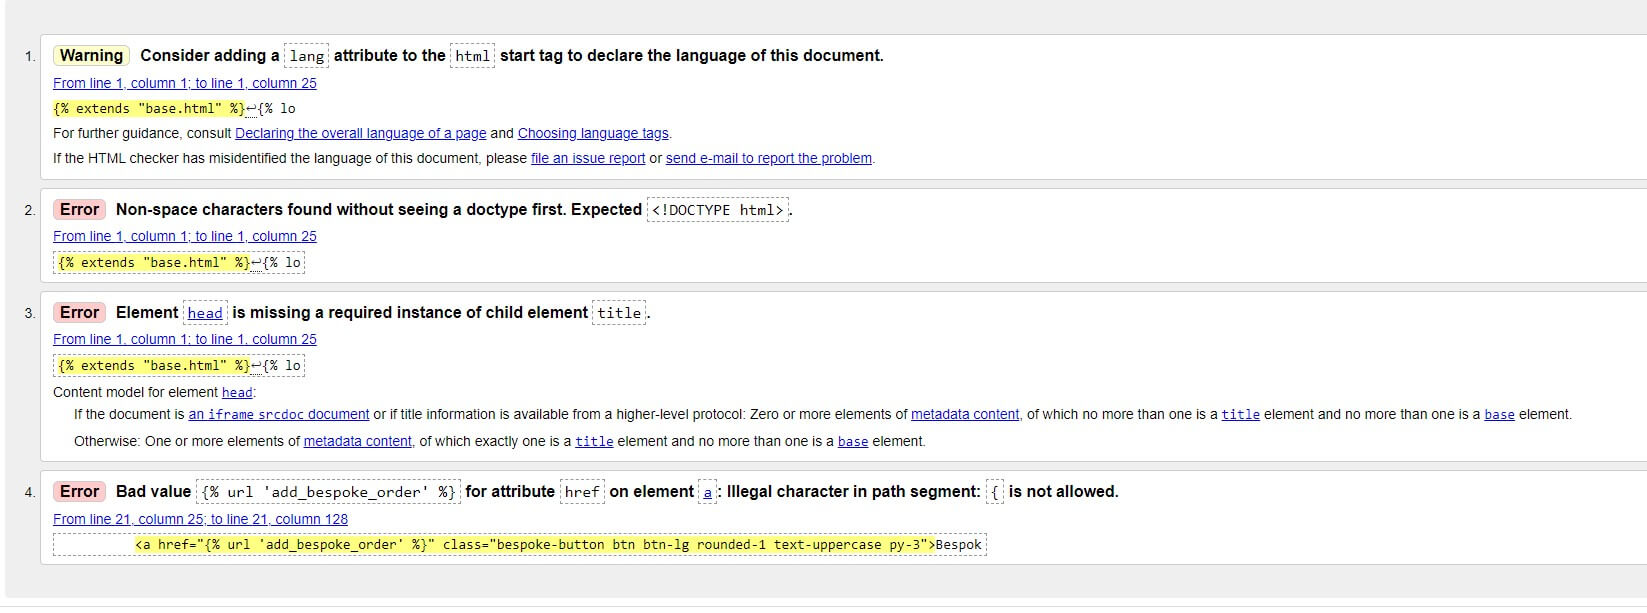 1. Warning Consider adding a lang attribute to the html start tag to declare the language of this document.
From line 1, column 1; to line 1, column 25
{% extends "base.html" %}↩{% lo
For further guidance, consult Declaring the overall language of a page and Choosing language tags.
If the HTML checker has misidentified the language of this document, please file an issue report or send e-mail to report the problem.
2. Error Non-space characters found without seeing a doctype first. Expected <!DOCTYPE html>.
From line 1, column 1; to line 1, column 25
{% extends "base.html" %}↩{% lo
3. Error Element head is missing a required instance of child element title.
From line 1, column 1; to line 1, column 25
{% extends "base.html" %}↩{% lo
Content model for element head:
If the document is an iframe srcdoc document or if title information is available from a higher-level protocol: Zero or more elements of metadata content, of which no more than one is a title element and no more than one is a base element.
Otherwise: One or more elements of metadata content, of which exactly one is a title element and no more than one is a base element.
4. Error Bad value {% url 'add_bespoke_order' %} for attribute href on element a: Illegal character in path segment: { is not allowed.
From line 21, column 25; to line 21, column 128
<a href="{% url 'add_bespoke_order' %}" class="bespoke-button btn btn-lg rounded-1 text-uppercase py-3">Bespok